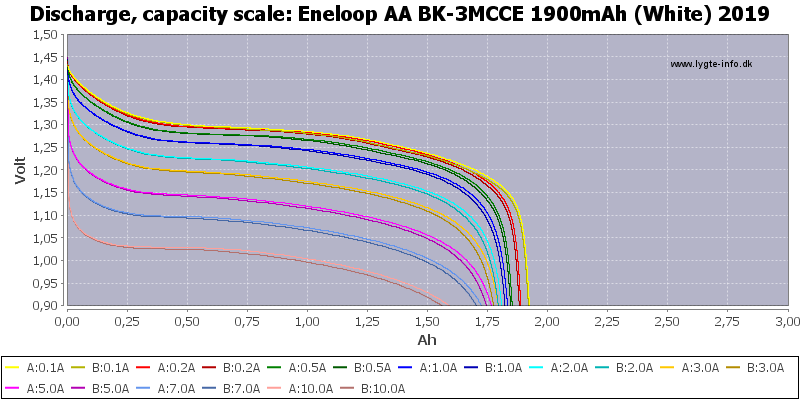 Discharge, capacity scale: Eneloop AA BK-3MCCE 1900mAh (White) 2019
www.lygte-info.dk
Volt
1,50
1,45
1,40
1,35
1,30
1,25
1,20
1,15
1,10
1,05
1,00
0,95
0,90
0,00 0,25 0,50 0,75 1,00 1,25 1,50 1,75 2,00 2,25 2,50 2,75 3,00
Ah
A:0.1A B:0.1A A:0.2A B:0.2A A:0.5A B:0.5A A:1.0A B:1.0A A:2.0A B:2.0A A:3.0A B:3.0A
A:5.0A B:5.0A A:7.0A B:7.0A A:10.0A B:10.0A